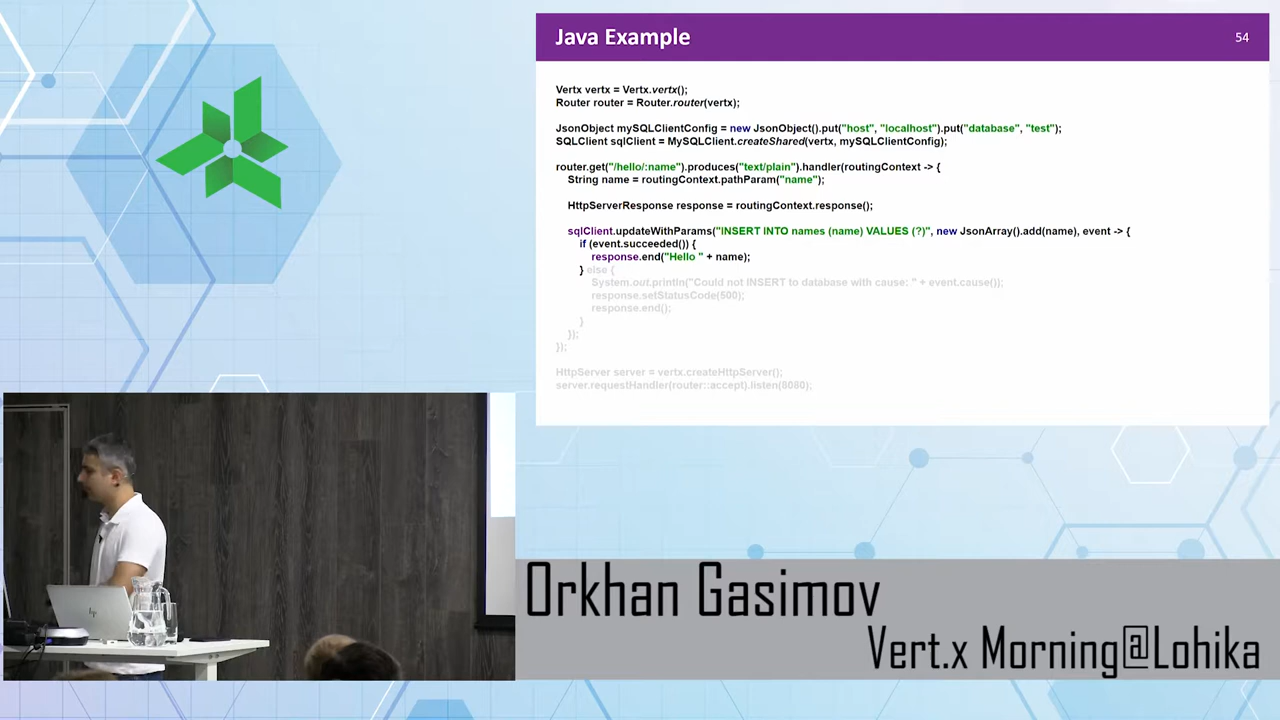 Java Example
54
Vertx vertx = Vertx.vertx();
Router router = Router.router(vertx);
JsonObject mySQLClientConfig = new JsonObject().put("host", "localhost").put("database", "test");
SQLClient sqlClient = MySQLClient.createShared(vertx, mySQLClientConfig);
router.get("/hello/:name").produces("text/plain").handler(routingContext -> {
String name = routingContext.pathParam("name");
HttpServerResponse response = routingContext.response();
sqlClient.updateWithParams("INSERT INTO names (name) VALUES (?)", new JsonArray().add(name), event -> {
if (event.succeeded()) {
response.end("Hello " + name);
} else {
System.out.println("Could not INSERT to database with cause: " + event.cause());
response.setStatusCode(500);
response.end();
}
});
});
HttpServer server = vertx.createHttpServer();
server.requestHandler(router::accept).listen(8080);
Orkhan Gasimov
Vert.x Morning@Lohika